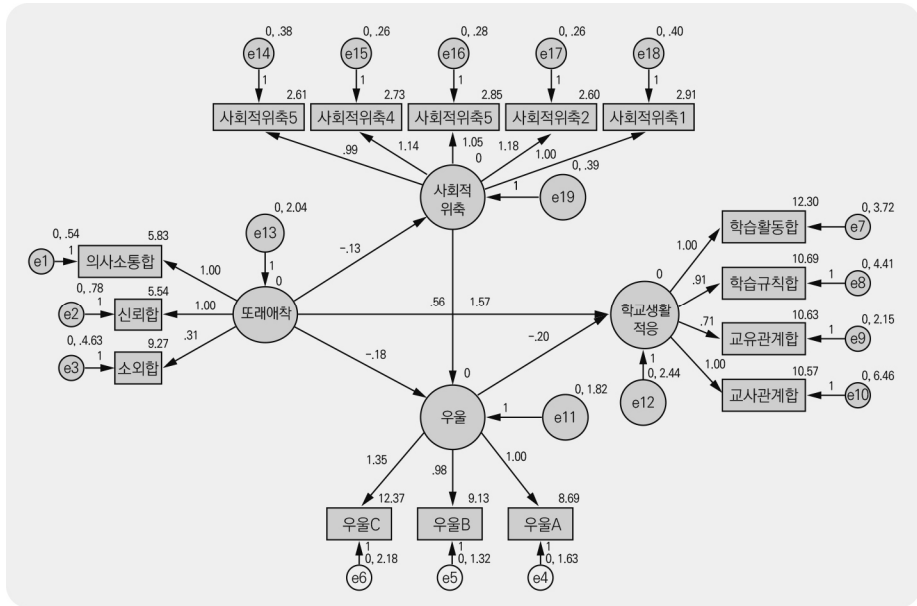 0, .38
0, .26
0, .28
0, .26
0, .40
e14
e15
e16
e17
e18
1
1
1
1
1
2.61
2.73
2.85
2.60
2.91
사회적위축5
사회적위축4
사회적위축5
사회적위축2
사회적위축1
.99
1.14
1.05
1.18
1.00
0
0, .39
사회적
위축
1
e19
0, 2.04
e13
1
0
또래애착
0, .54
e1
1
5.83
의사소통합
1.00
0, .78
e2
1
5.54
신뢰합
1.00
0, .4.63
e3
1
9.27
소외합
.31
-.13
.56
1.57
-.18
-.20
0
학교생활
적응
1
0, 2.44
e12
12.30
학습활동합
1.00
0, 3.72
e7
10.69
학습규칙합
.91
1
0, 4.41
e8
10.63
교유관계합
.71
1
0, 2.15
e9
10.57
교사관계합
1.00
1
0, 6.46
e10
0
우울
1
0, 1.82
e11
1.35
.98
1.00
12.37
9.13
8.69
우울C
우울B
우울A
1
1
1
0, 2.18
0, 1.32
0, 1.63
e6
e5
e4